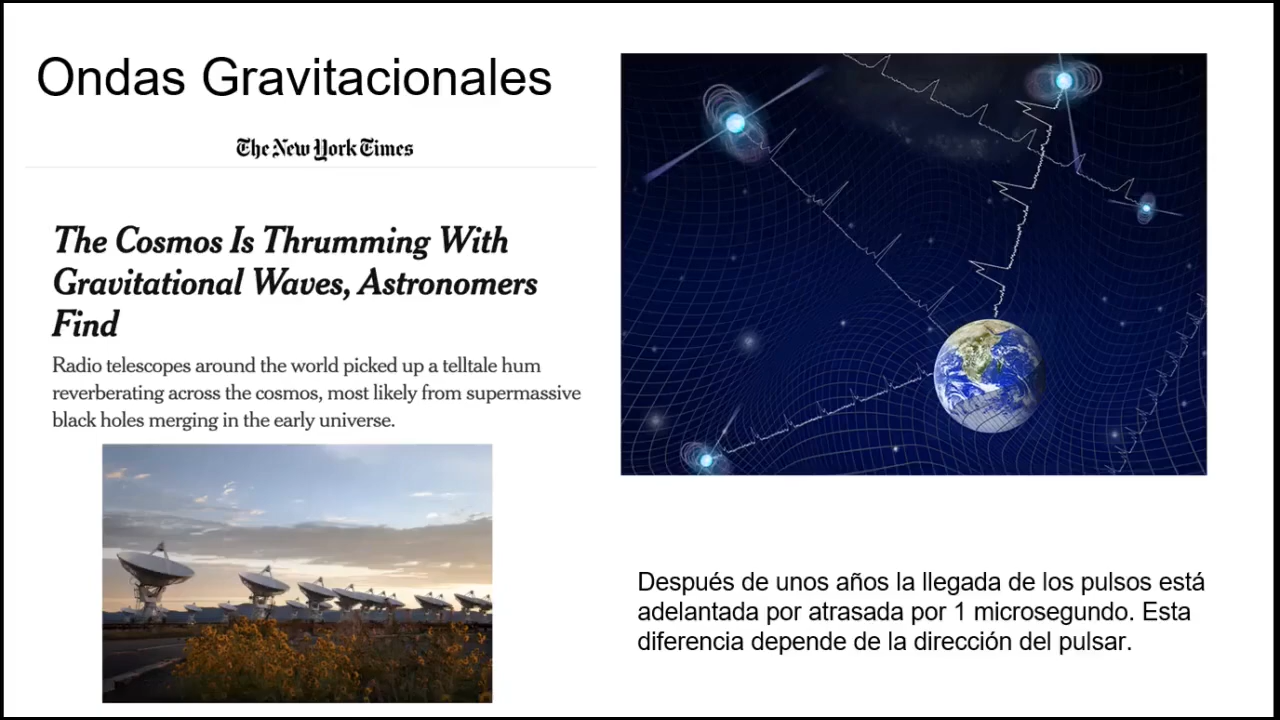 Ondas Gravitacionales
The New York Times
The Cosmos Is Thrumming With
Gravitational Waves, Astronomers
Find
Radio telescopes around the world picked up a telltale hum
reverberating across the cosmos, most likely from supermassive
black holes merging in the early universe.
Después de unos años la llegada de los pulsos está
adelantada por atrasada por 1 microsegundo. Esta
diferencia depende de la dirección del pulsar.